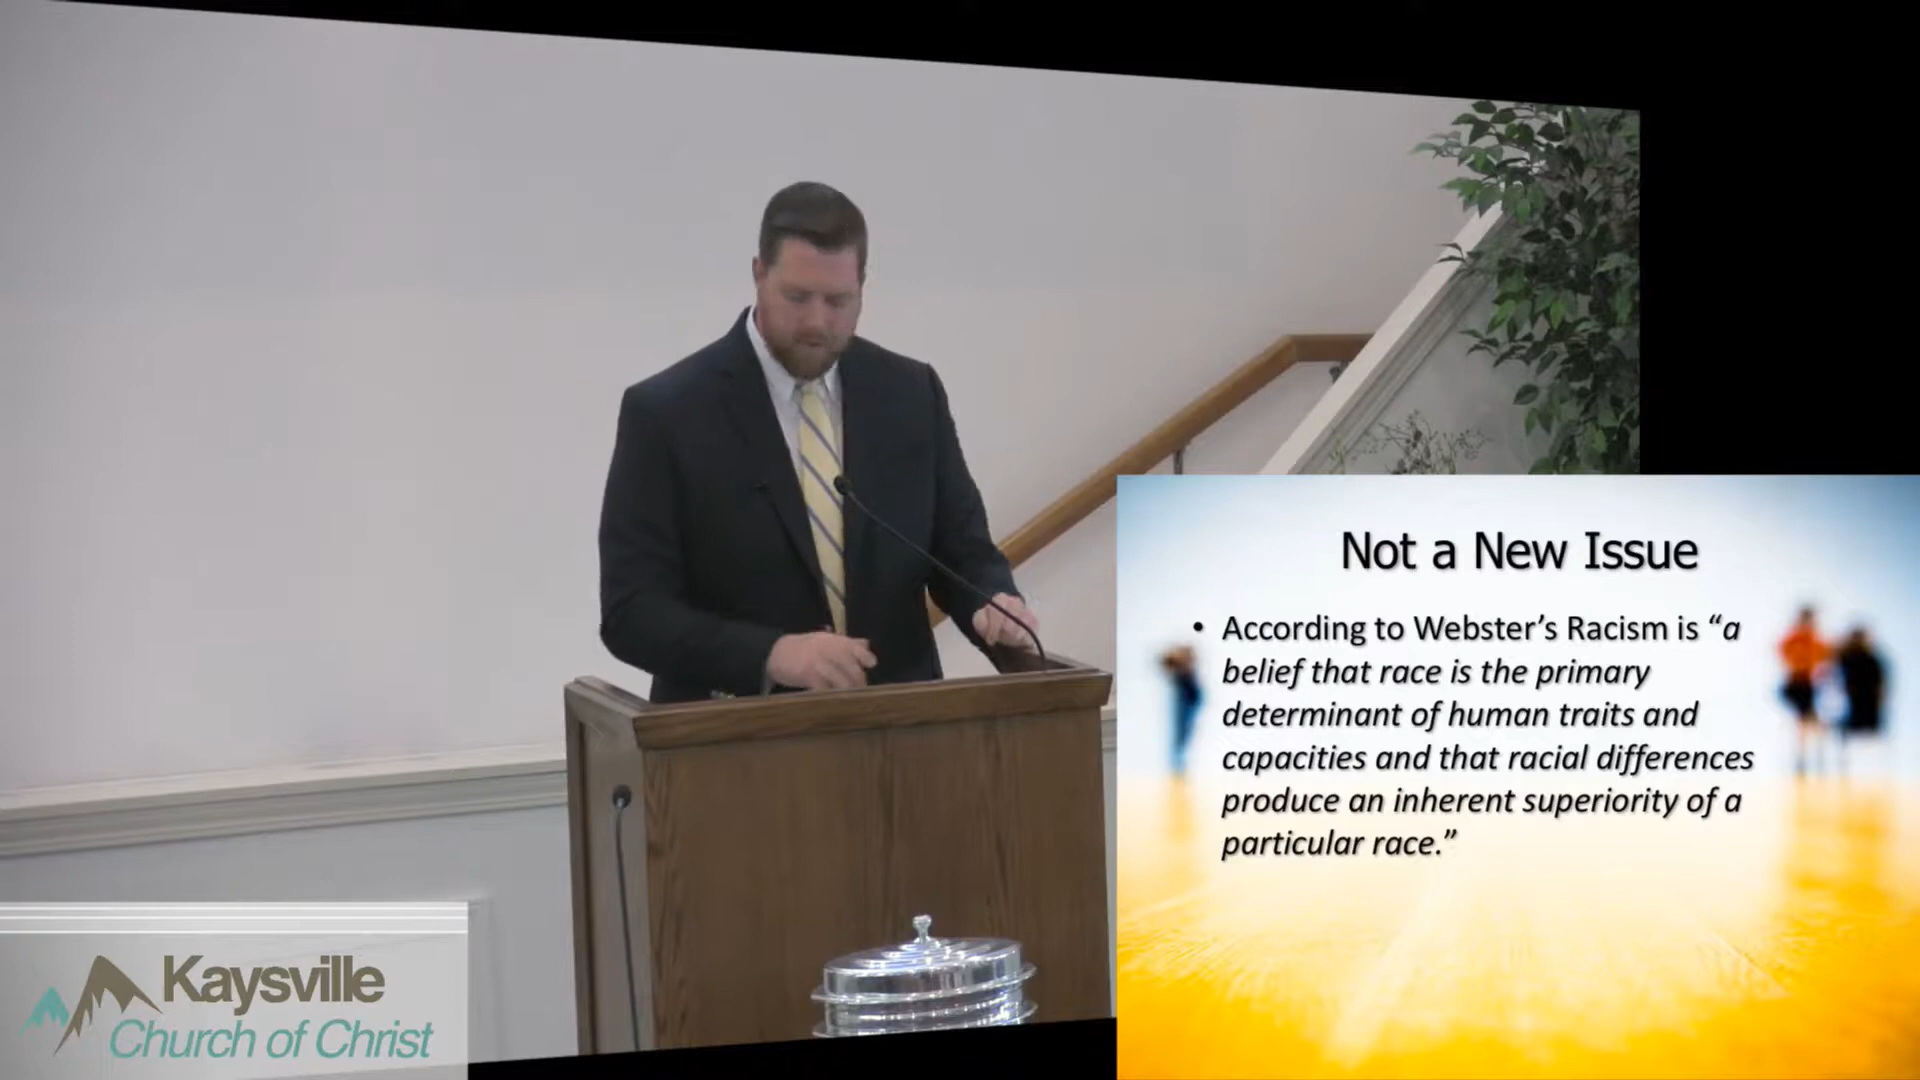 Not a New Issue
• According to Webster’s Racism is “a
belief that race is the primary
determinant of human traits and
capacities and that racial differences
produce an inherent superiority of a
particular race.”
Kaysville
Church of Christ